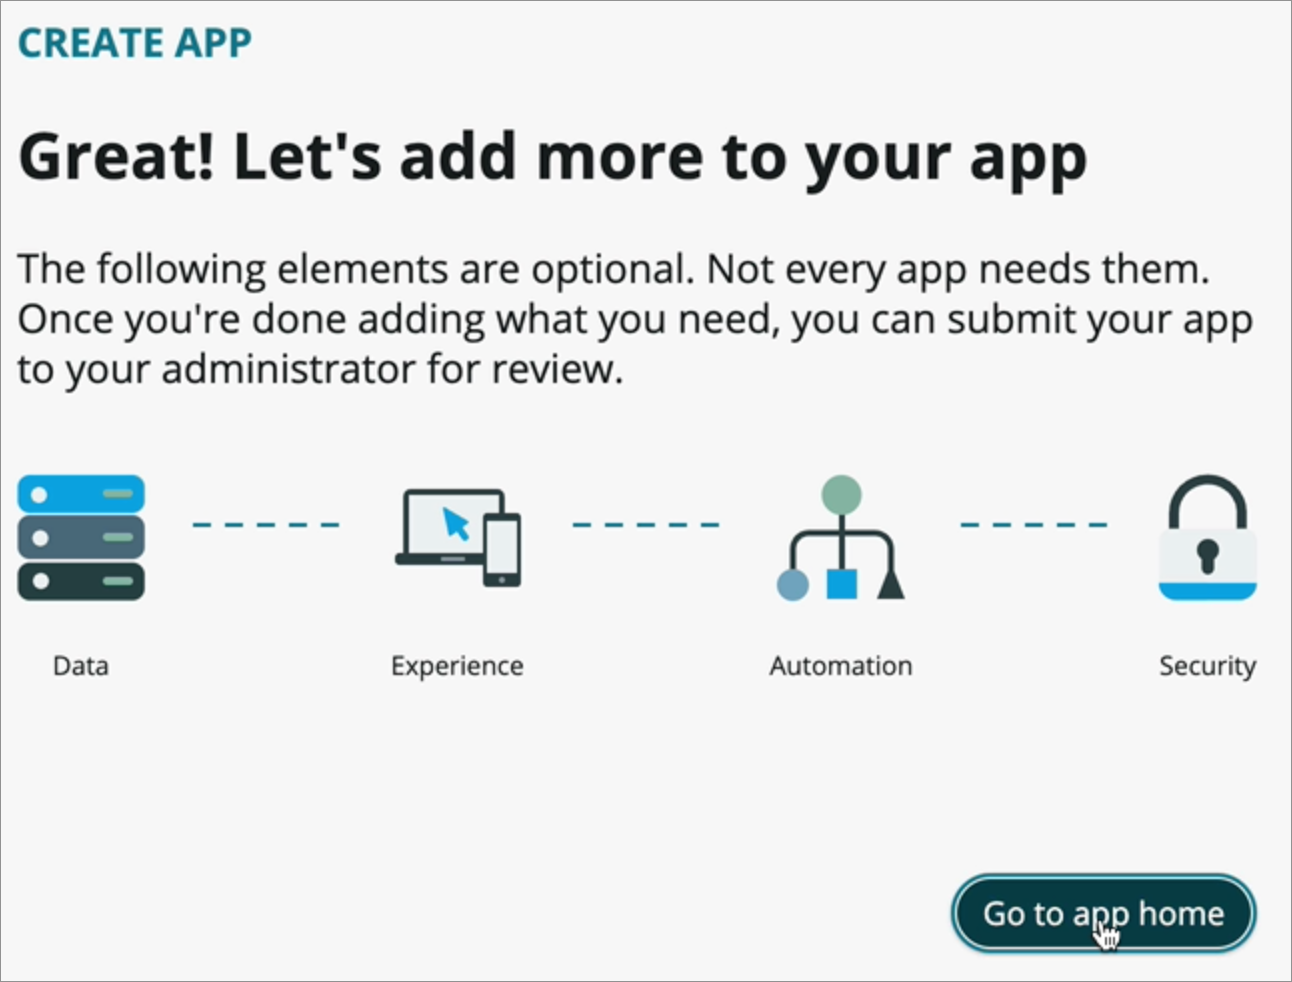 CREATE APP
Great! Let's add more to your app
The following elements are optional. Not every app needs them.
Once you're done adding what you need, you can submit your app
to your administrator for review.
Data
Experience
Automation
Security
Go to app home